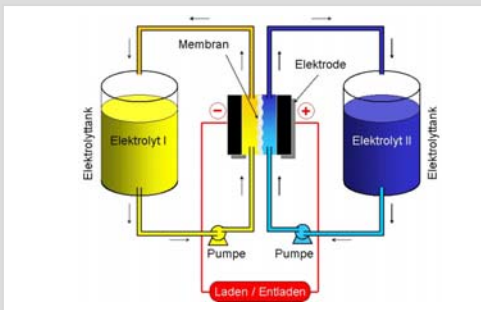 Membran
Elektrode
−
+
Elektrolyttank
Elektrolyt I
Elektrolyt II
Elektrolyttank
Pumpe
Pumpe
Laden / Entladen